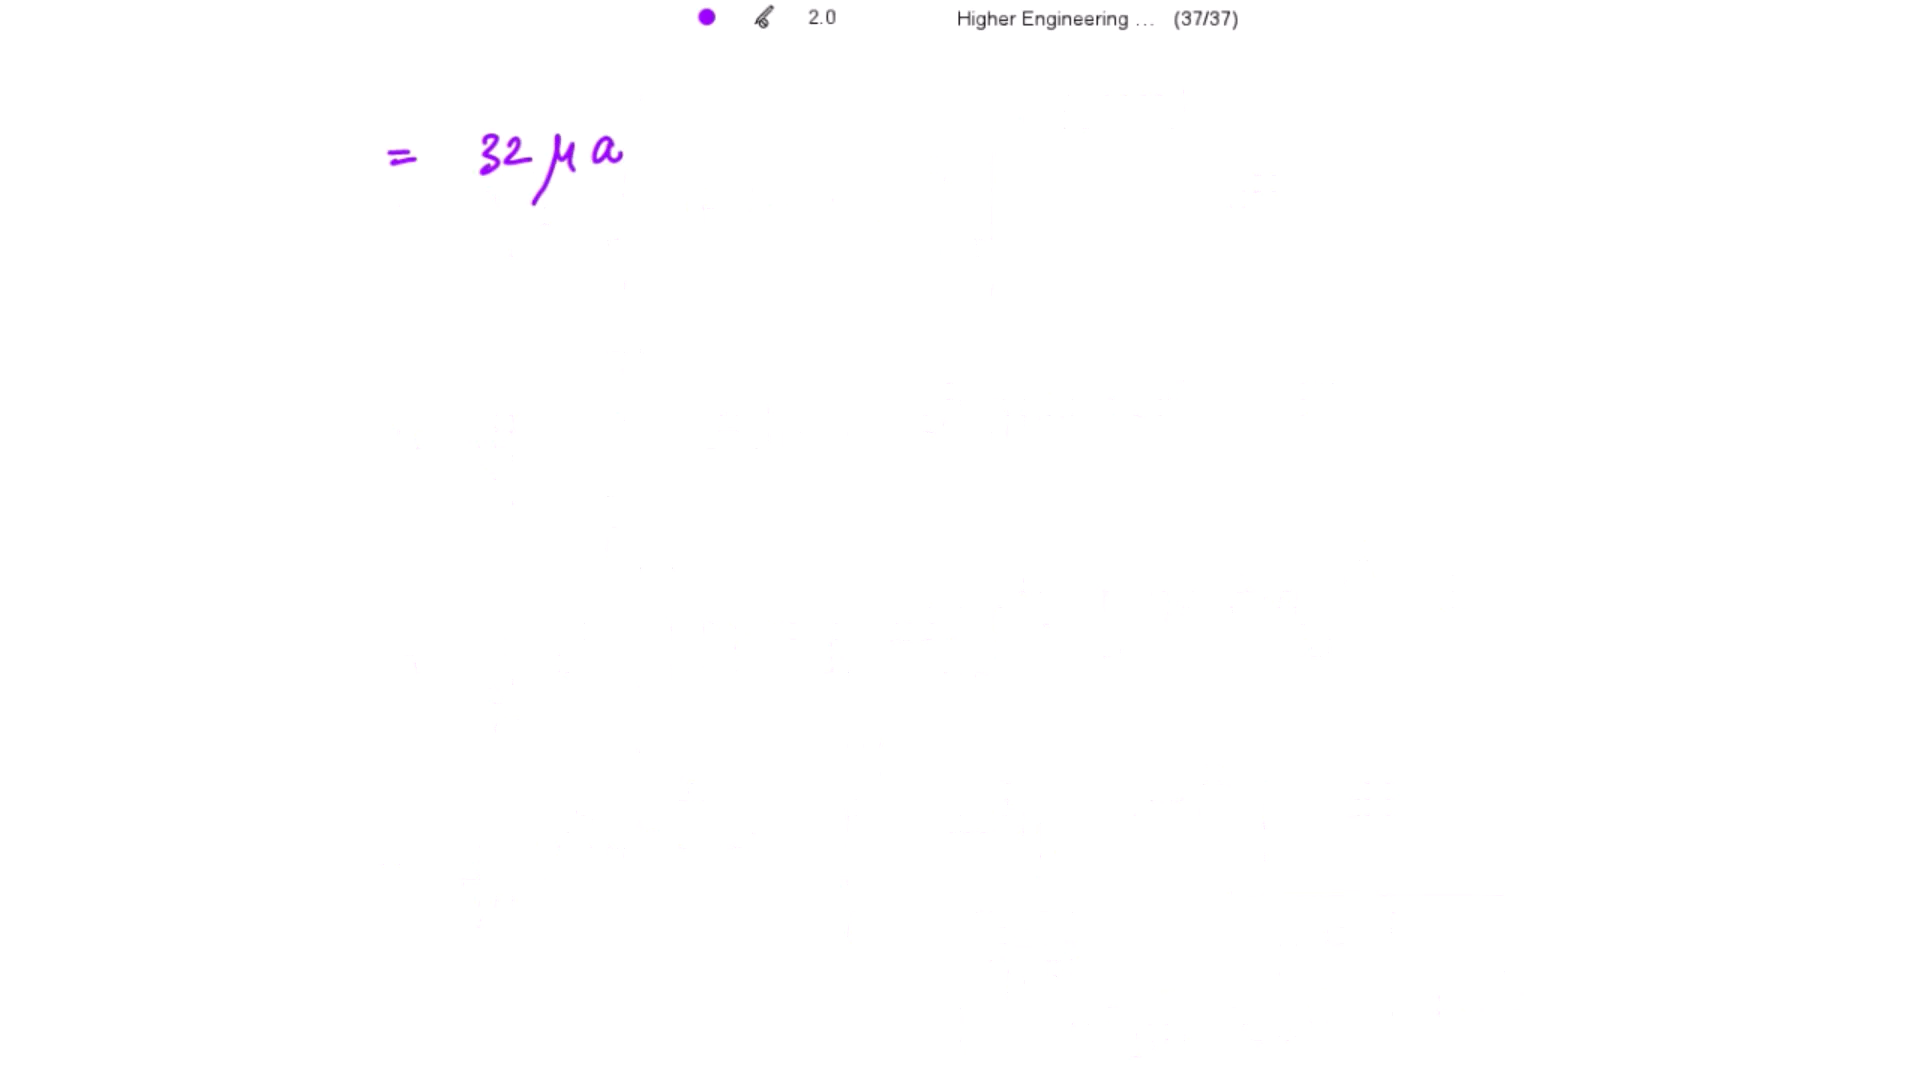 2.0 Higher Engineering ... (37/37)
= 32 μ a